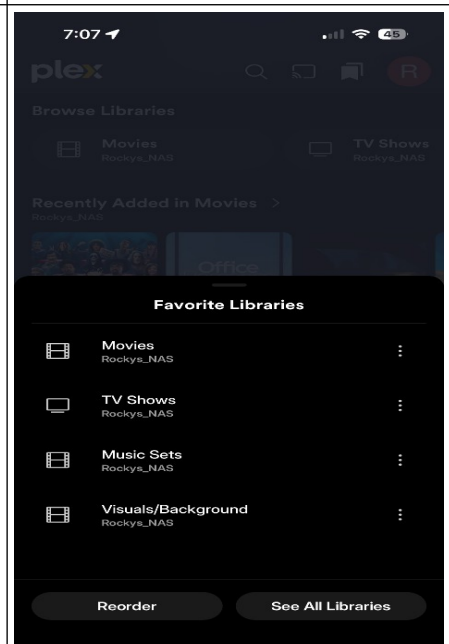 7:07
45
plex
R
Browse Libraries
Movies
Rockys_NAS
TV Shows
Rockys_NAS
Recently Added in Movies >
Rockys_NAS
Office
Favorite Libraries
Movies
Rockys_NAS
TV Shows
Rockys_NAS
Music Sets
Rockys_NAS
Visuals/Background
Rockys_NAS
Reorder
See All Libraries